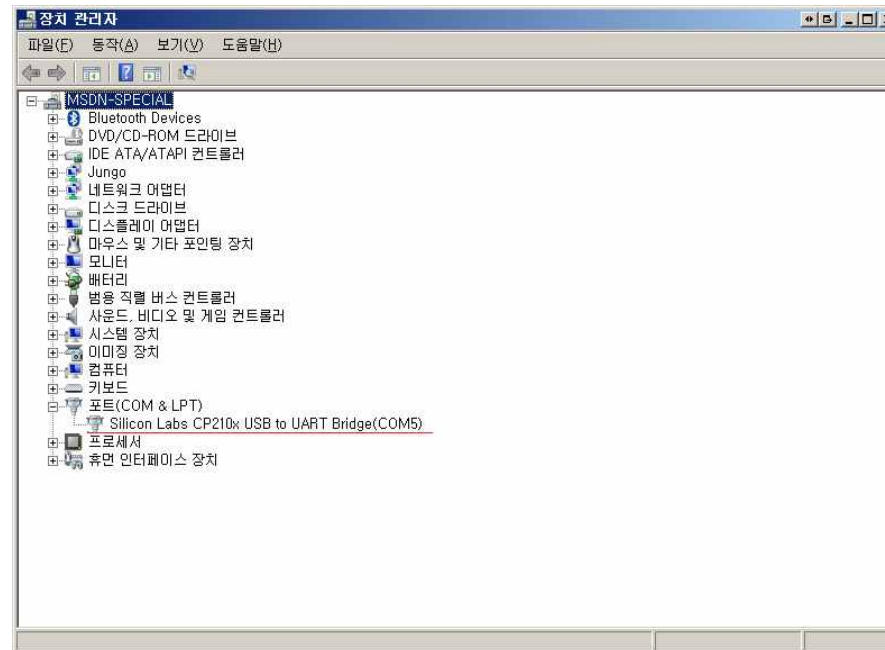 장치 관리자
파일(F) 동작(A) 보기(V) 도움말(H)
MSDN-SPECIAL
Bluetooth Devices
DVD/CD-ROM 드라이브
IDE ATA/ATAPI 컨트롤러
Jungo
네트워크 어댑터
디스크 드라이브
디스플레이 어댑터
마우스 및 기타 포인팅 장치
모니터
배터리
범용 직렬 버스 컨트롤러
사운드, 비디오 및 게임 컨트롤러
시스템 장치
이미징 장치
컴퓨터
키보드
포트(COM & LPT)
Silicon Labs CP210x USB to UART Bridge(COM5)
프로세서
휴먼 인터페이스 장치